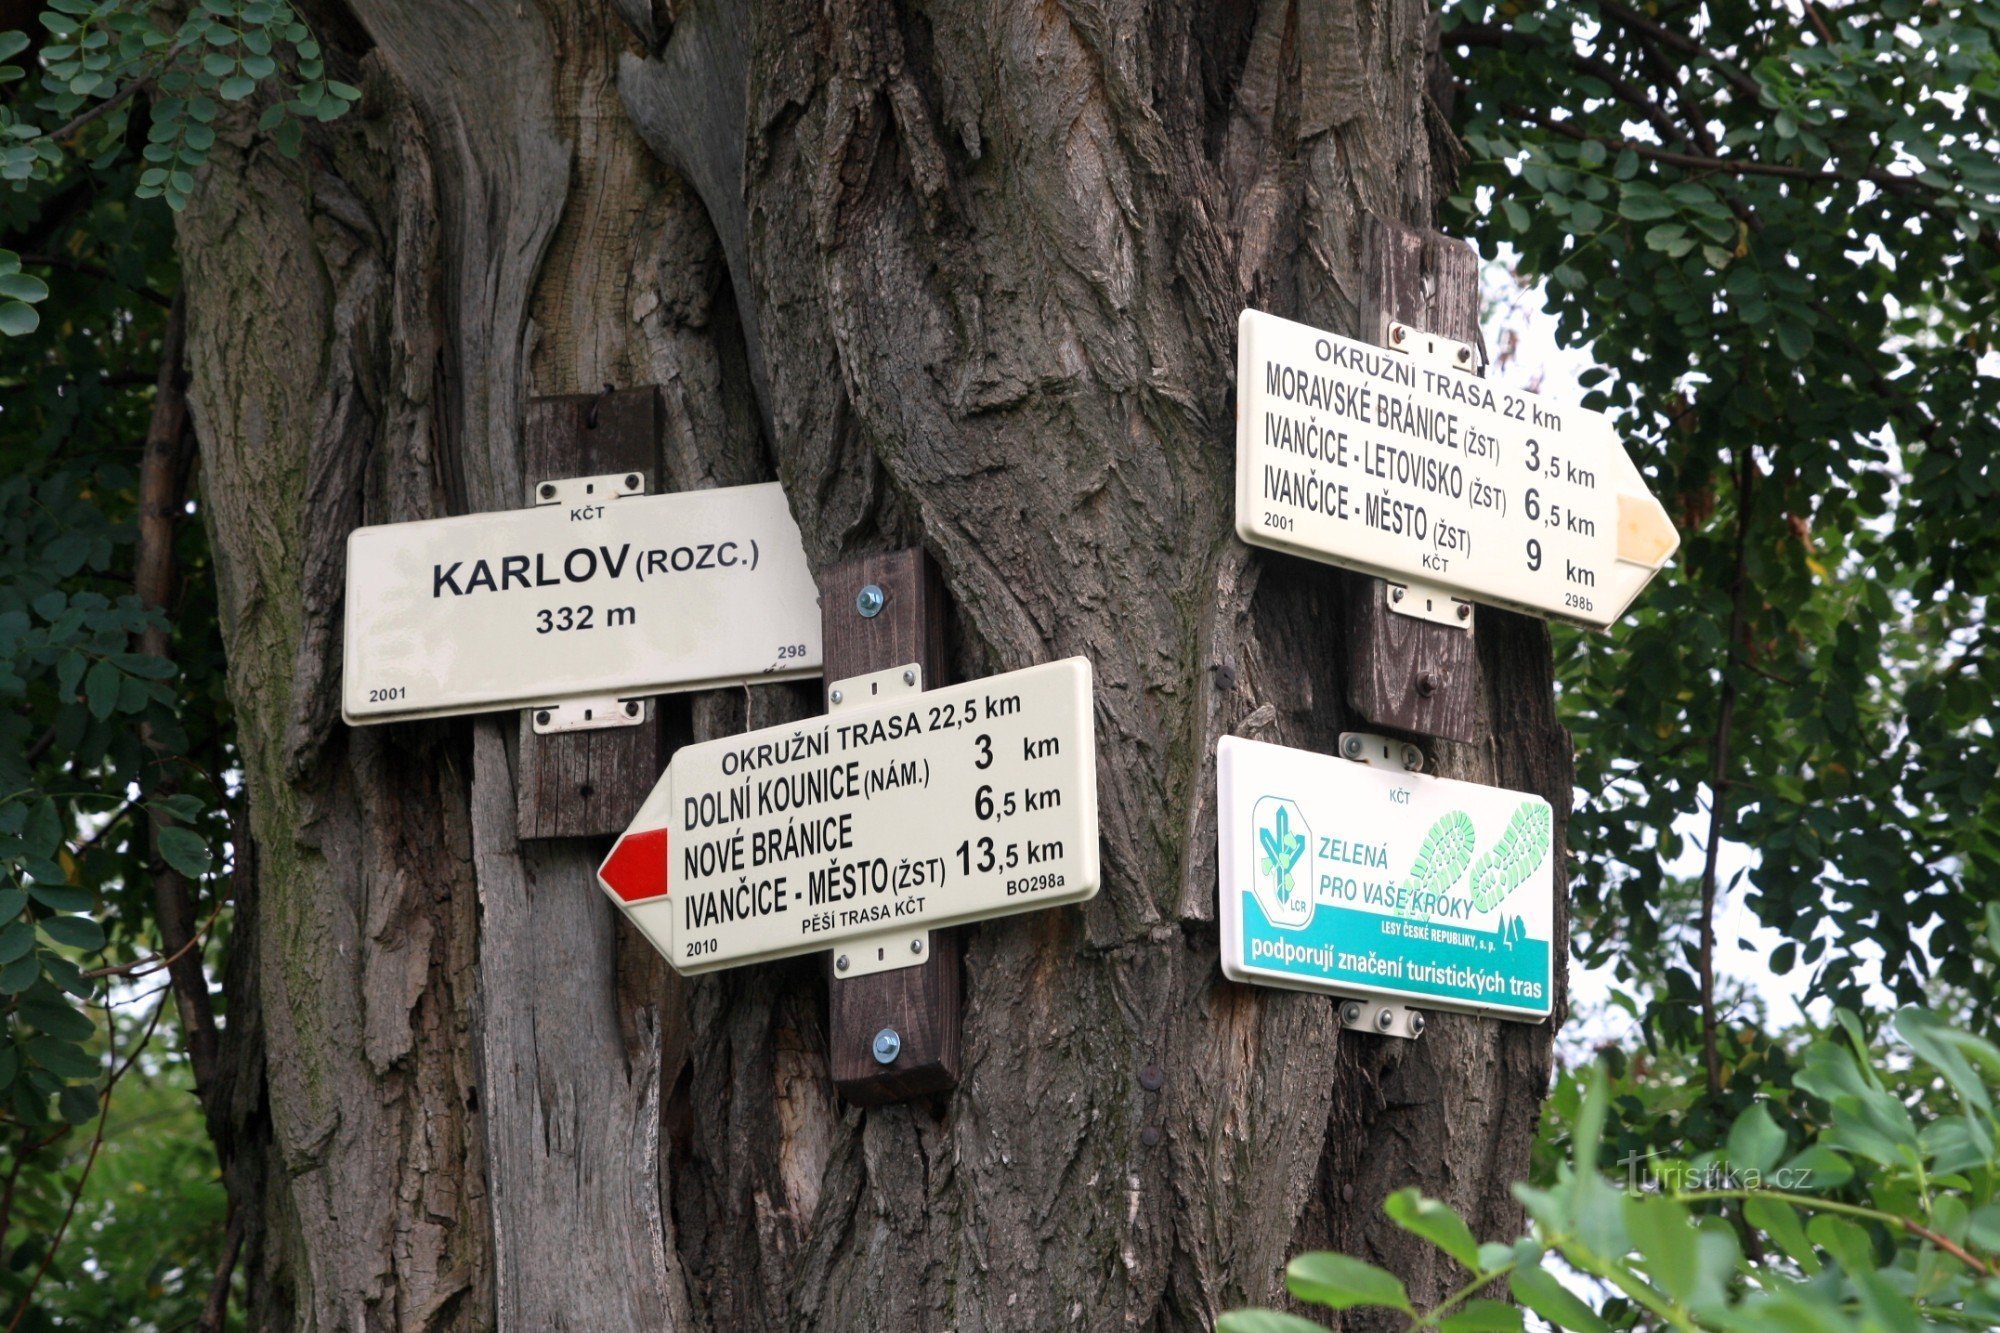 KČT
KARLOV (ROZC.)
332 m
2001 298
OKRUŽNÍ TRASA 22,5 km
DOLNÍ KOUNICE (NÁM.) 3 km
NOVÉ BRÁNICE 6,5 km
IVANČICE - MĚSTO (ŽST) 13,5 km
2010 PĚŠÍ TRASA KČT BO298a
OKRUŽNÍ TRASA 22 km
MORAVSKÉ BRÁNICE (ŽST) 3,5 km
IVANČICE - LETOVISKO (ŽST) 6,5 km
IVANČICE - MĚSTO (ŽST) 9 km
2001 KČT 298b
KČT
ZELENÁ
PRO VAŠE KROKY
LČR
LESY ČESKÉ REPUBLIKY, s. p.
podporují značení turistických tras
Turistika.cz